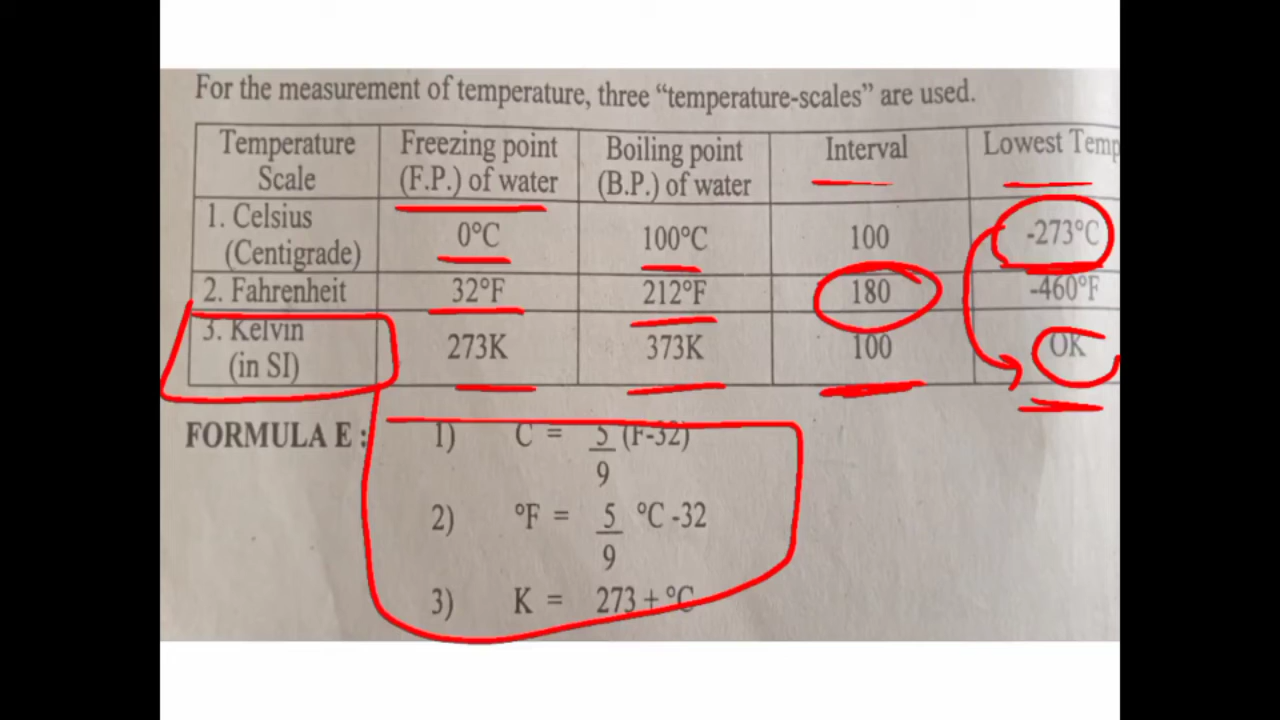 For the measurement of temperature, three “temperature-scales” are used.
Temperature Scale | Freezing point (F.P.) of water | Boiling point (B.P.) of water | Interval | Lowest Temp
1. Celsius (Centigrade) | 0°C | 100°C | 100 | -273°C
2. Fahrenheit | 32°F | 212°F | 180 | -460°F
3. Kelvin (in SI) | 273K | 373K | 100 | OK
FORMULA E : 1) C = 5/9 (F-32)
2) °F = 5/9 °C -32
3) K = 273 + °C